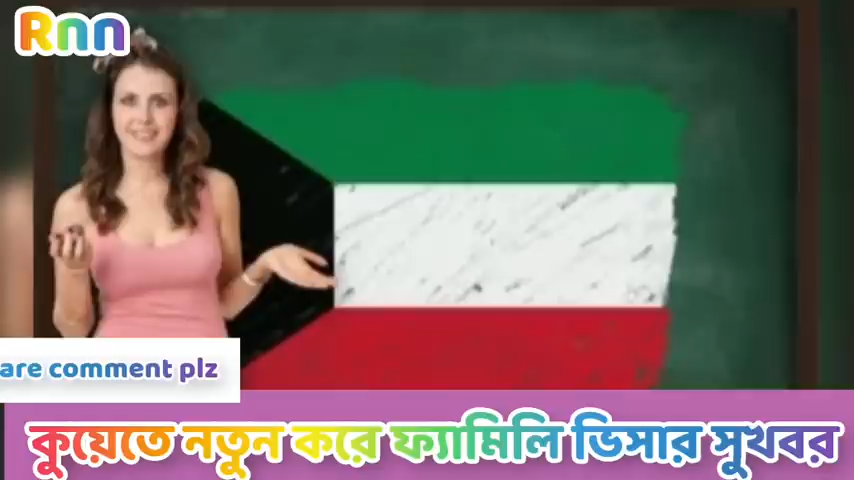 Rnn
are comment plz
কুয়েতে নতুন করে ফ্যামিলি ভিসার সুখবর